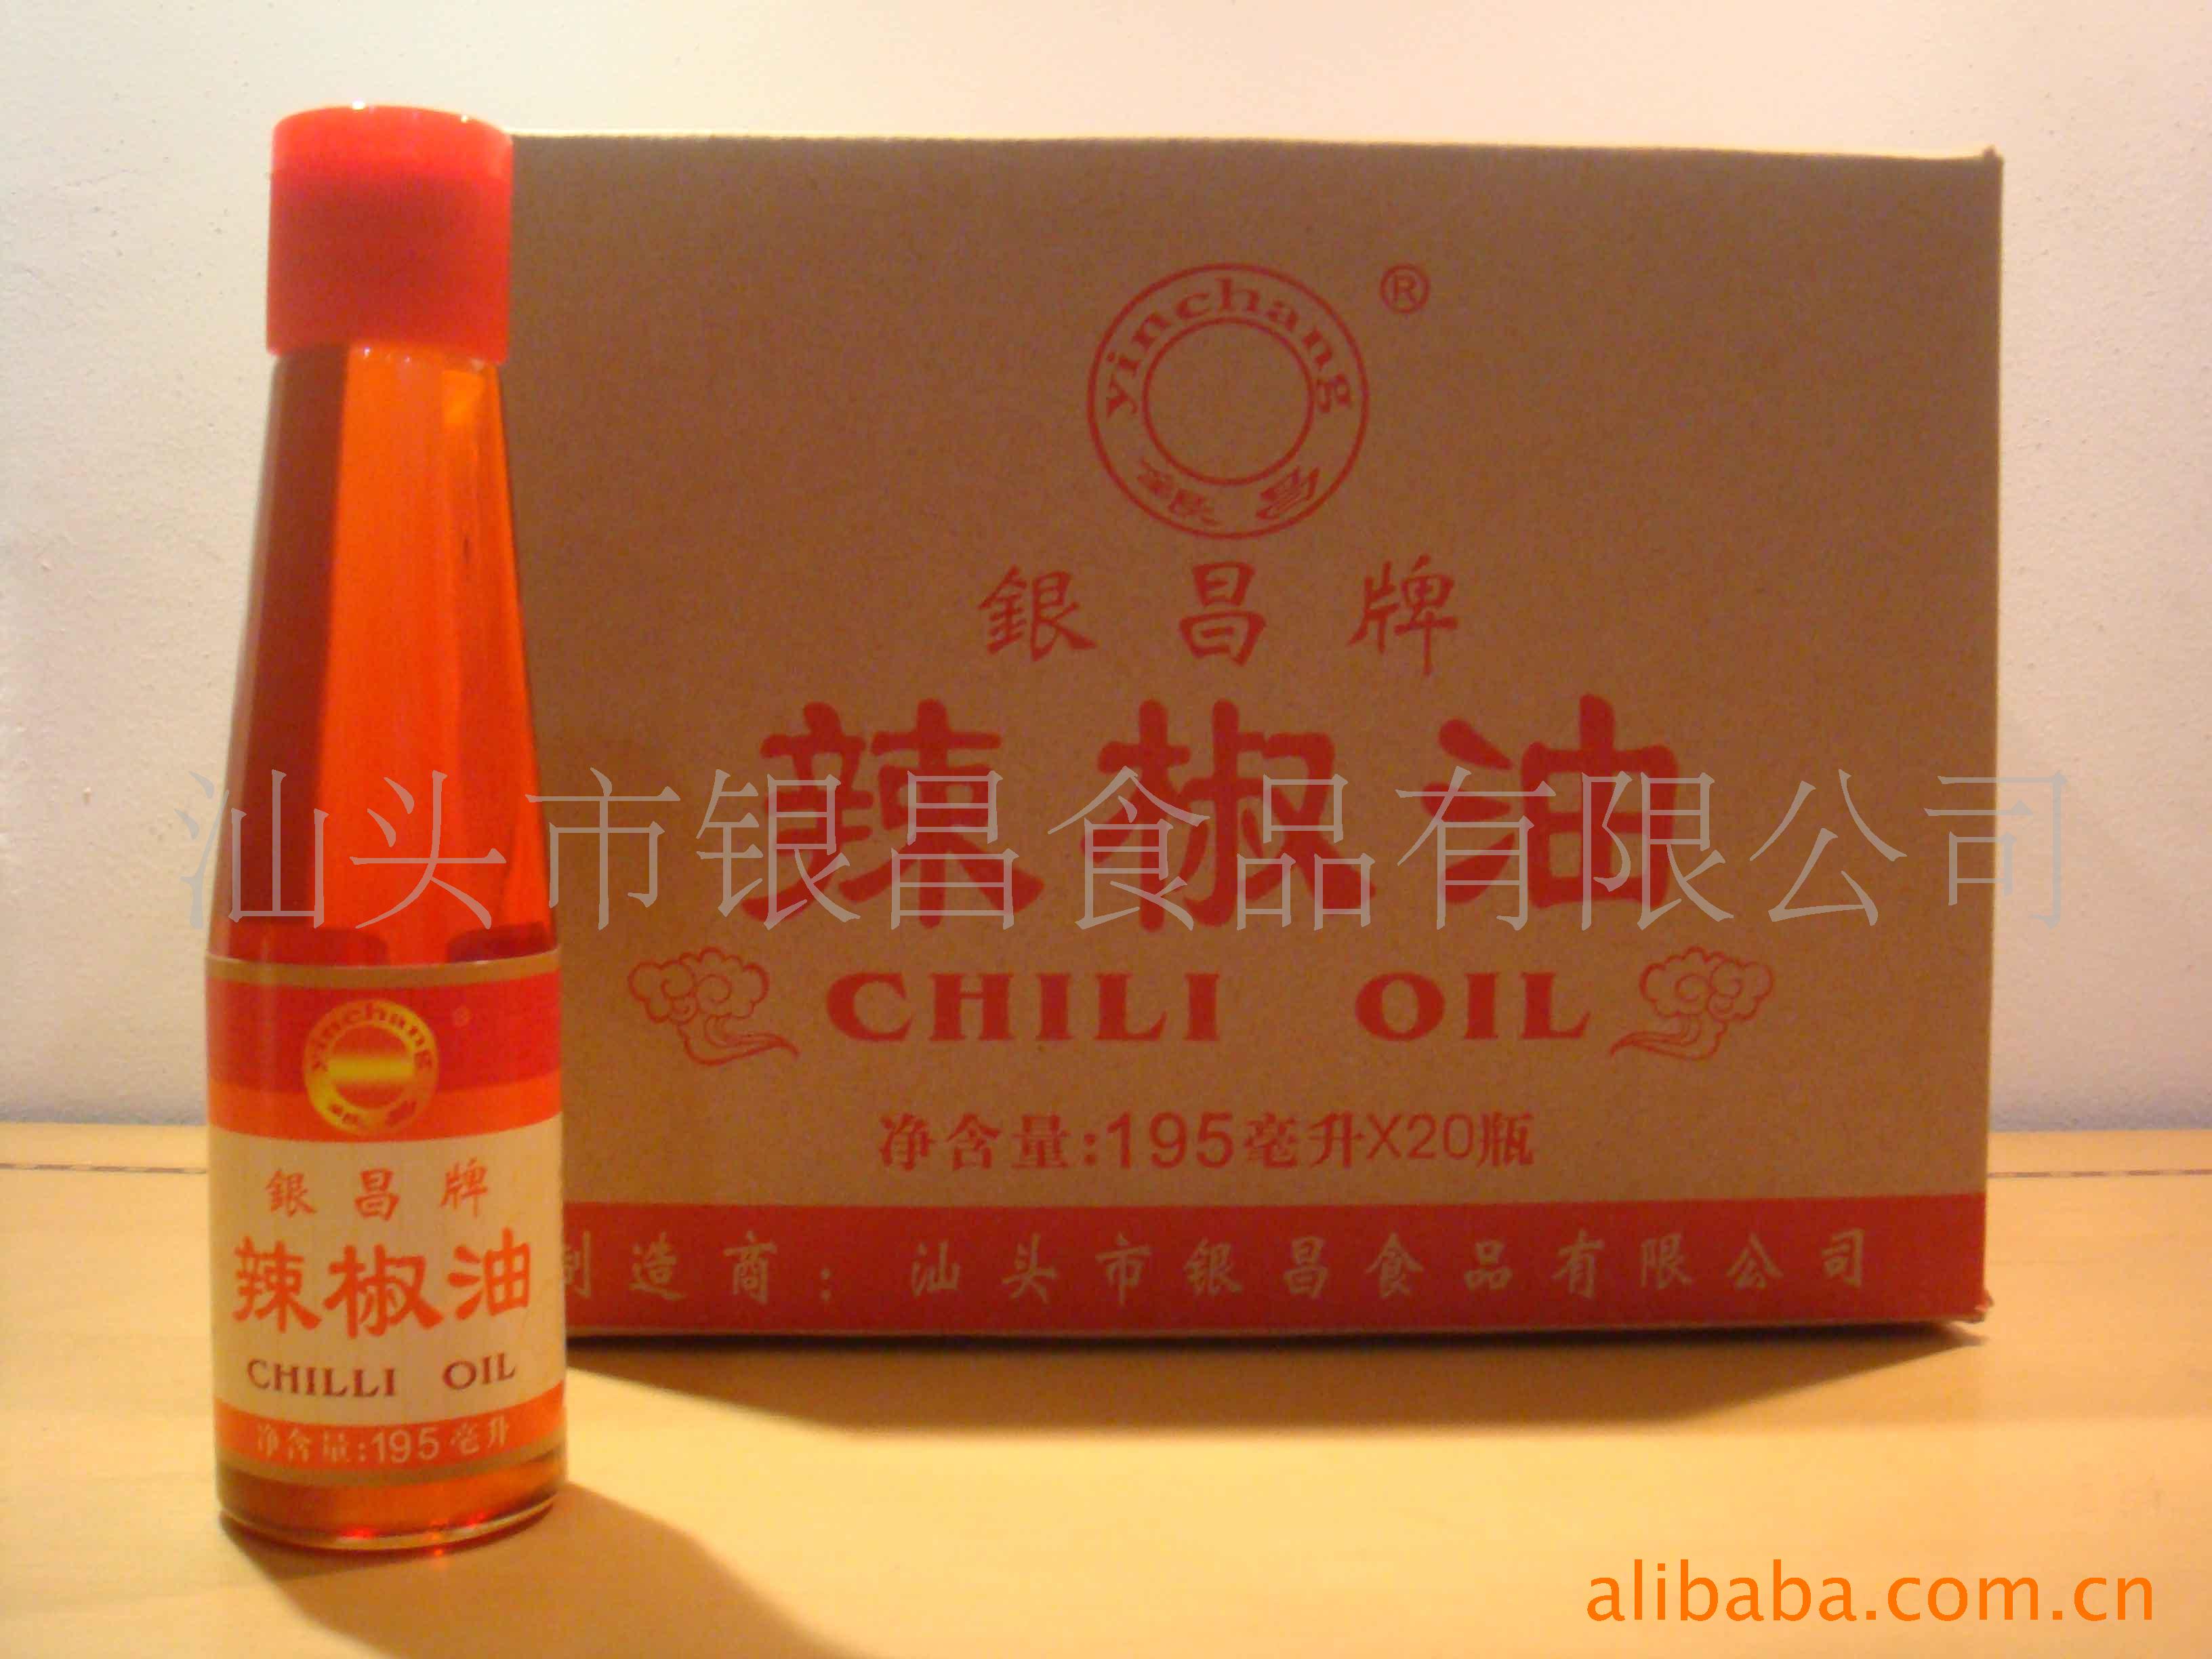 yinchang
®
银昌
銀昌牌
辣椒油
CHILI OIL
净含量:195毫升X20瓶
制造商:汕头市银昌食品有限公司
yinchang
®
银昌
銀昌牌
辣椒油
CHILLI OIL
净含量:195毫升
汕头市银昌食品有限公司
alibaba.com.cn